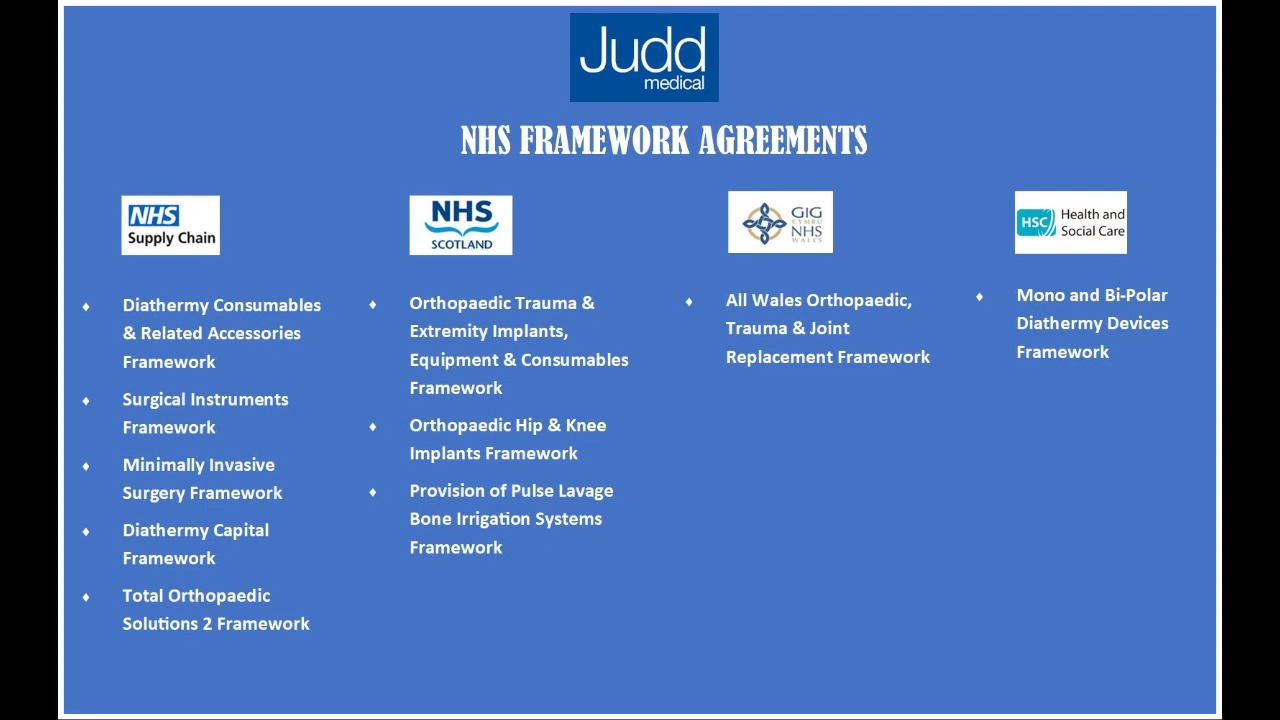 Judd
medical
NHS FRAMEWORK AGREEMENTS
NHS
Supply Chain
Diathermy Consumables
& Related Accessories
Framework
Surgical Instruments
Framework
Minimally Invasive
Surgery Framework
Diathermy Capital
Framework
Total Orthopaedic
Solutions 2 Framework
NHS
SCOTLAND
Orthopaedic Trauma &
Extremity Implants,
Equipment & Consumables
Framework
Orthopaedic Hip & Knee
Implants Framework
Provision of Pulse Lavage
Bone Irrigation Systems
Framework
GIG
CYMRU
NHS
WALES
All Wales Orthopaedic,
Trauma & Joint
Replacement Framework
HSC
Health and
Social Care
Mono and Bi-Polar
Diathermy Devices
Framework